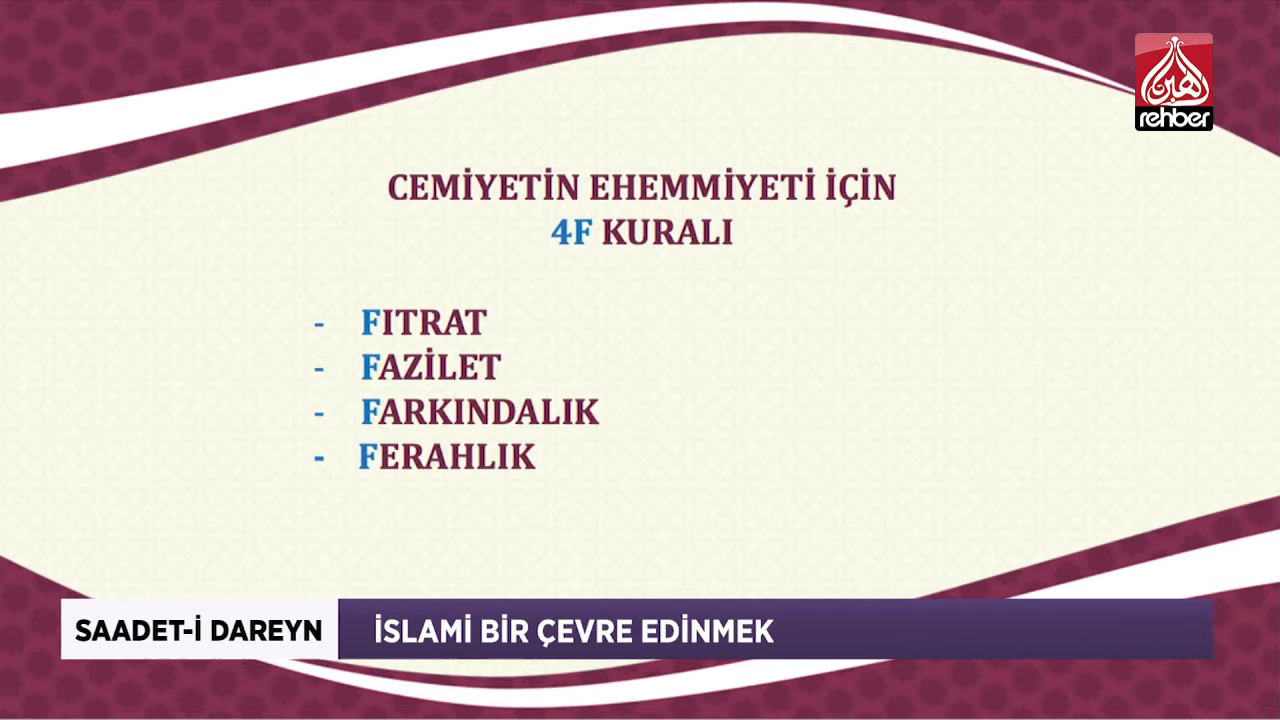 رهبر
rehber
CEMİYETİN EHEMMİYETİ İÇİN
4F KURALI
- FITRAT
- FAZİLET
- FARKINDALIK
- FERAHLIK
SAADET-İ DAREYN
İSLAMİ BİR ÇEVRE EDİNMEK